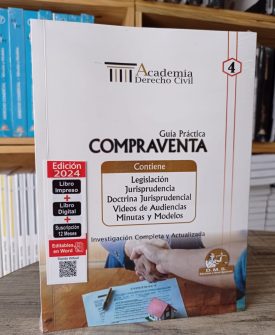 Academia
Derecho Civil
4
Guía Práctica
COMPRAVENTA
Contiene
Legislación
Jurisprudencia
Doctrina Jurisprudencial
Videos de Audiencias
Minutas y Modelos
Investigación Completa y Actualizada
Edición
2024
Libro
Impreso
+
Libro
Digital
+
Suscripción
12 Meses
Editables
en Word
D.M.S.